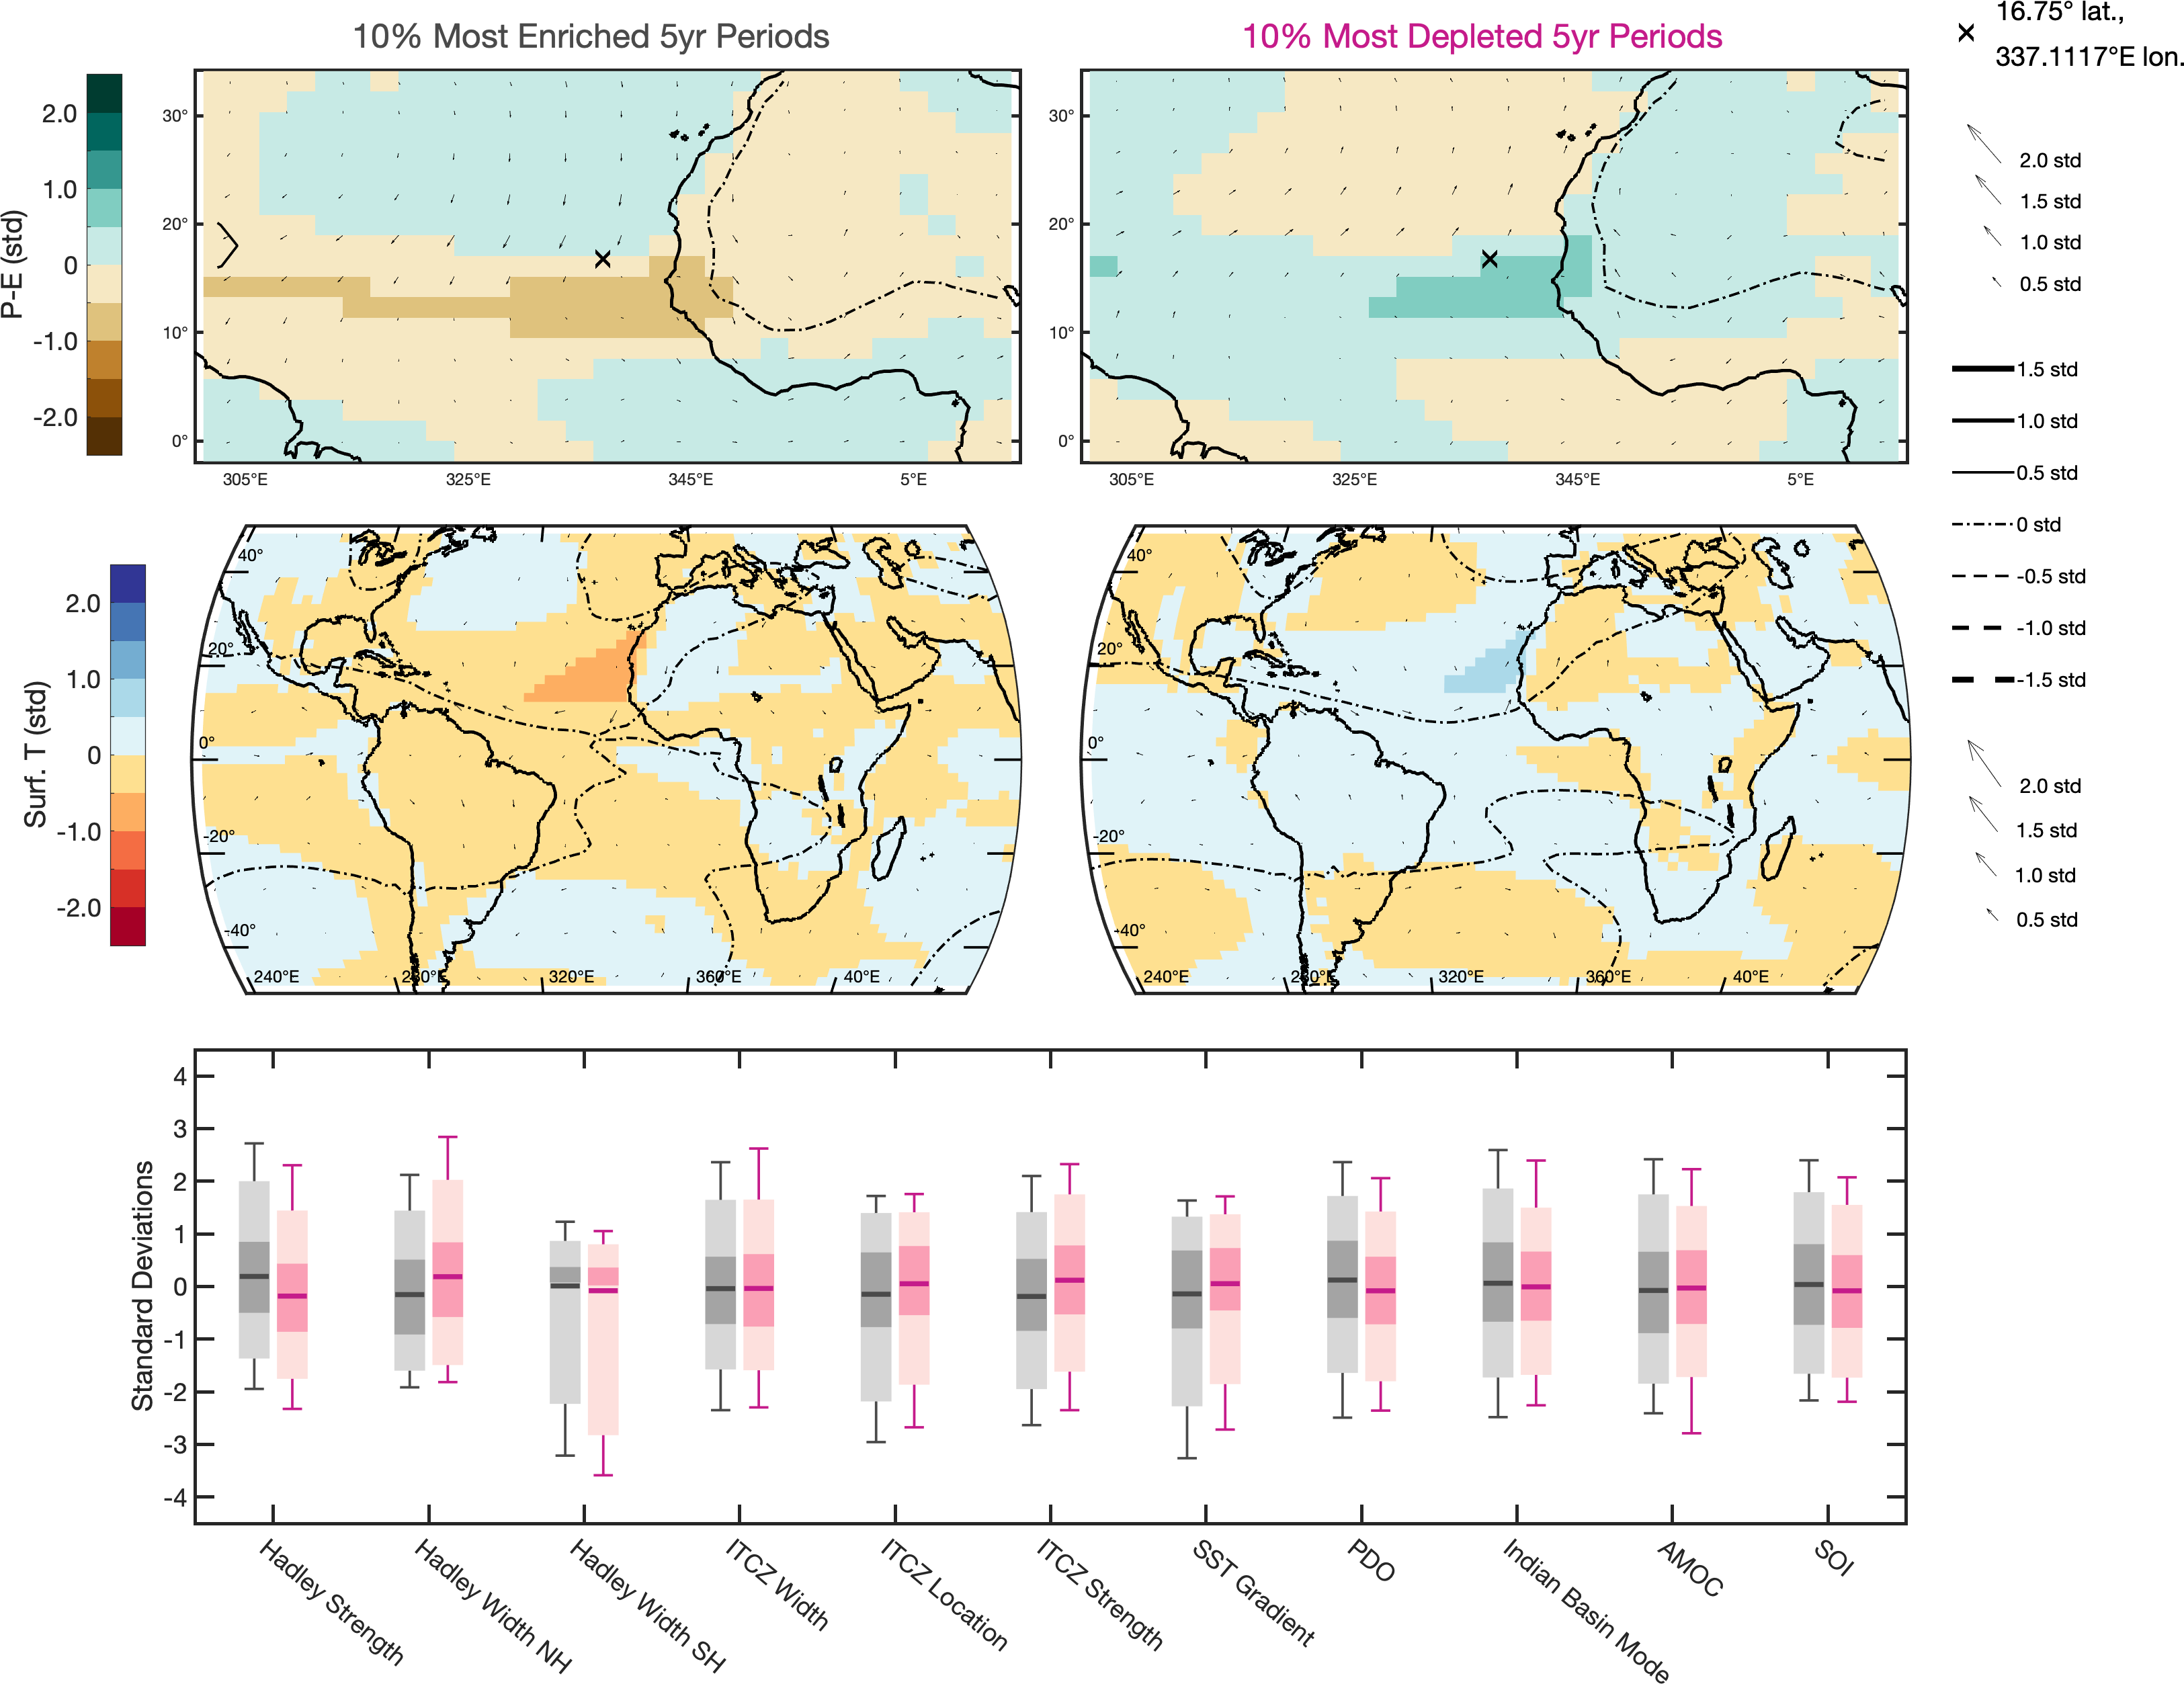 10% Most Enriched 5yr Periods
10% Most Depleted 5yr Periods
16.75° lat.,
337.1117°E lon.
P-E (std)
2.0
1.0
0
-1.0
-2.0
30°
20°
10°
0°
305°E 325°E 345°E 5°E
30°
20°
10°
0°
305°E 325°E 345°E 5°E
2.0 std
1.5 std
1.0 std
0.5 std
1.5 std
1.0 std
0.5 std
0 std
-0.5 std
-1.0 std
-1.5 std
2.0 std
1.5 std
1.0 std
0.5 std
Surf. T (std)
2.0
1.0
0
-1.0
-2.0
40°
20°
0°
-20°
-40°
240°E 280°E 320°E 360°E 40°E
40°
20°
0°
-20°
-40°
240°E 280°E 320°E 360°E 40°E
Standard Deviations
4
3
2
1
0
-1
-2
-3
-4
Hadley Strength
Hadley Width NH
Hadley Width SH
ITCZ Width
ITCZ Location
ITCZ Strength
SST Gradient
PDO
Indian Basin Mode
AMOC
SOI